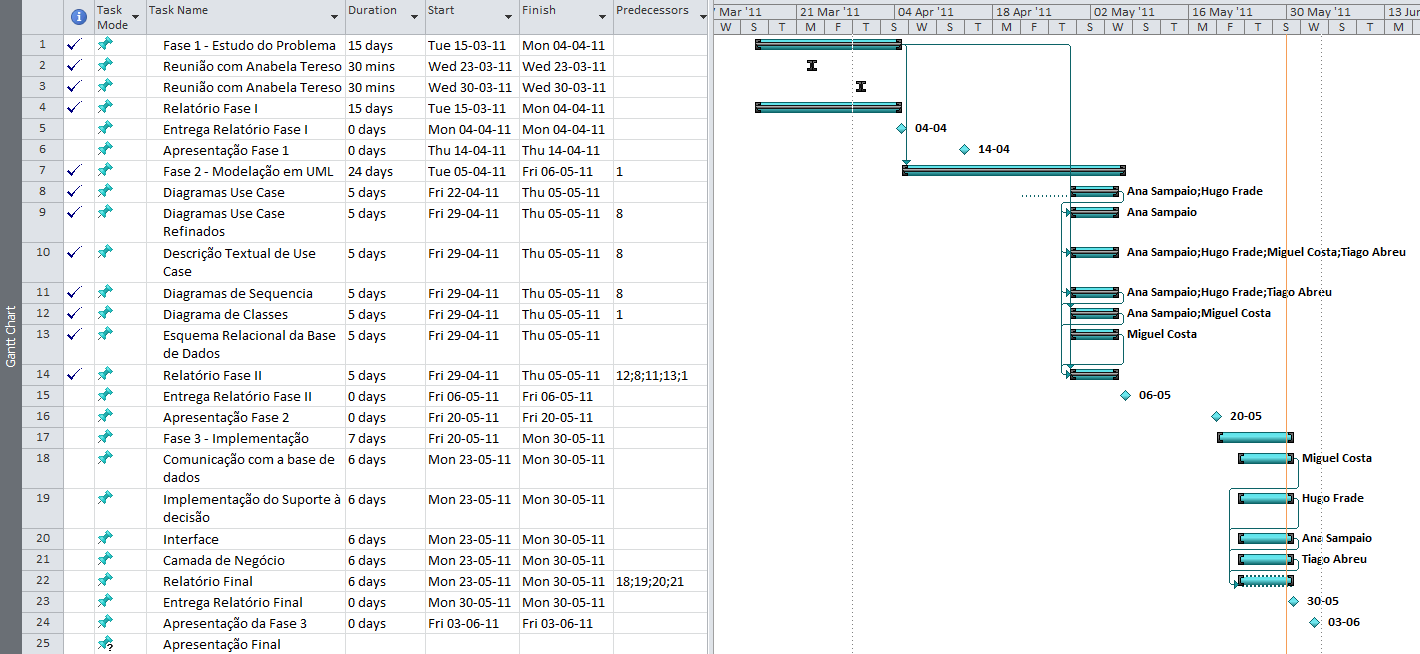 Task Mode Task Name Duration Start Finish Predecessors
7 Mar '11 21 Mar '11 04 Apr '11 18 Apr '11 02 May '11 16 May '11 30 May '11 13 Jun
W S T M F T S W S T M F T S W S T M F T S W S T M
Gantt Chart
1 Fase 1 - Estudo do Problema 15 days Tue 15-03-11 Mon 04-04-11
2 Reunião com Anabela Tereso 30 mins Wed 23-03-11 Wed 23-03-11
3 Reunião com Anabela Tereso 30 mins Wed 30-03-11 Wed 30-03-11
4 Relatório Fase I 15 days Tue 15-03-11 Mon 04-04-11
5 Entrega Relatório Fase I 0 days Mon 04-04-11 Mon 04-04-11 04-04
6 Apresentação Fase 1 0 days Thu 14-04-11 Thu 14-04-11 14-04
7 Fase 2 - Modelação em UML 24 days Tue 05-04-11 Fri 06-05-11 1
8 Diagramas Use Case 5 days Fri 22-04-11 Thu 05-05-11 Ana Sampaio;Hugo Frade
9 Diagramas Use Case 5 days Fri 29-04-11 Thu 05-05-11 8 Ana Sampaio
Refinados
10 Descrição Textual de Use 5 days Fri 29-04-11 Thu 05-05-11 8 Ana Sampaio;Hugo Frade;Miguel Costa;Tiago Abreu
Case
11 Diagramas de Sequencia 5 days Fri 29-04-11 Thu 05-05-11 8 Ana Sampaio;Hugo Frade;Tiago Abreu
12 Diagrama de Classes 5 days Fri 29-04-11 Thu 05-05-11 1 Ana Sampaio;Miguel Costa
13 Esquema Relacional da Base 5 days Fri 29-04-11 Thu 05-05-11 Miguel Costa
de Dados
14 Relatório Fase II 5 days Fri 29-04-11 Thu 05-05-11 12;8;11;13;1
15 Entrega Relatório Fase II 0 days Fri 06-05-11 Fri 06-05-11 06-05
16 Apresentação Fase 2 0 days Fri 20-05-11 Fri 20-05-11 20-05
17 Fase 3 - Implementação 7 days Fri 20-05-11 Mon 30-05-11
18 Comunicação com a base de 6 days Mon 23-05-11 Mon 30-05-11 Miguel Costa
dados
19 Implementação do Suporte à 6 days Mon 23-05-11 Mon 30-05-11 Hugo Frade
decisão
20 Interface 6 days Mon 23-05-11 Mon 30-05-11 Ana Sampaio
21 Camada de Negócio 6 days Mon 23-05-11 Mon 30-05-11 Tiago Abreu
22 Relatório Final 6 days Mon 23-05-11 Mon 30-05-11 18;19;20;21
23 Entrega Relatório Final 0 days Mon 30-05-11 Mon 30-05-11 30-05
24 Apresentação da Fase 3 0 days Fri 03-06-11 Fri 03-06-11 03-06
25 Apresentação Final